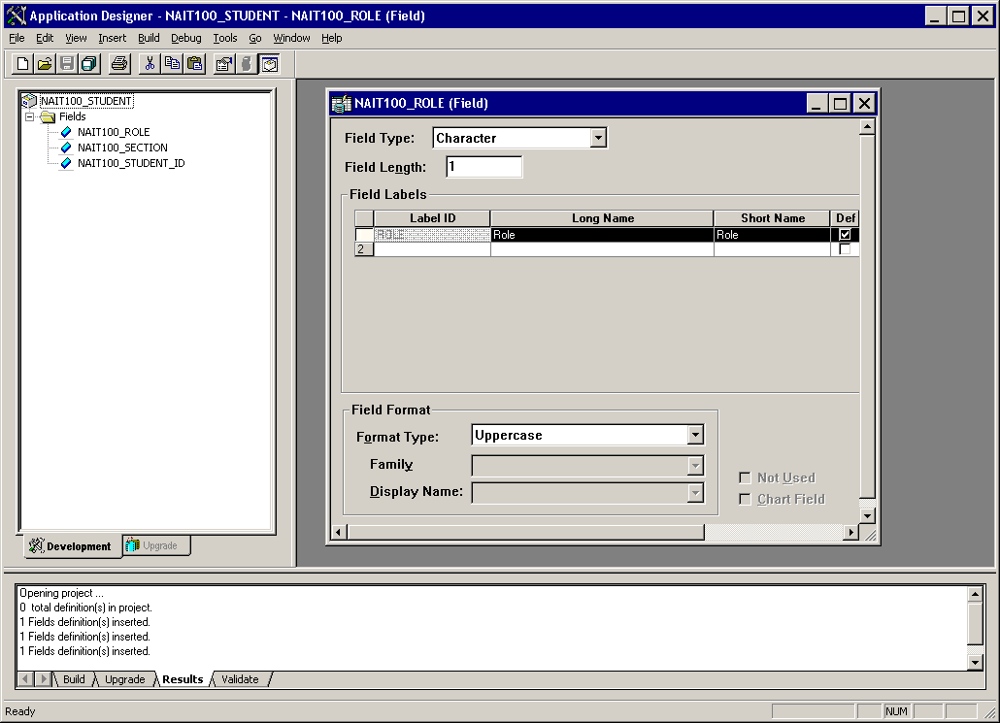 Application Designer - NAIT100_STUDENT - NAIT100_ROLE (Field)
File Edit View Insert Build Debug Tools Go Window Help
NAIT100_STUDENT
Fields
NAIT100_ROLE
NAIT100_SECTION
NAIT100_STUDENT_ID
Development Upgrade
NAIT100_ROLE (Field)
Field Type: Character
Field Length: 1
Field Labels
Label ID Long Name Short Name Def
ROLE Role Role
2
Field Format
Format Type: Uppercase
Family
Display Name:
Not Used
Chart Field
Opening project ...
0 total definition(s) in project.
1 Fields definition(s) inserted.
1 Fields definition(s) inserted.
1 Fields definition(s) inserted.
Build Upgrade Results Validate
Ready NUM